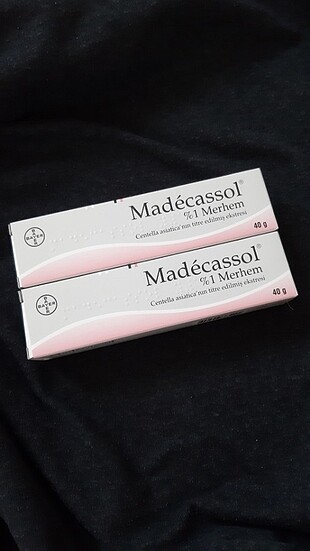 Madécassol®
%1 Merhem
Centella asiatica'nın titre edilmiş ekstresi
40 g
BAYER
Madécassol®
%1 Merhem
Centella asiatica'nın titre edilmiş ekstresi
40 g
BAYER